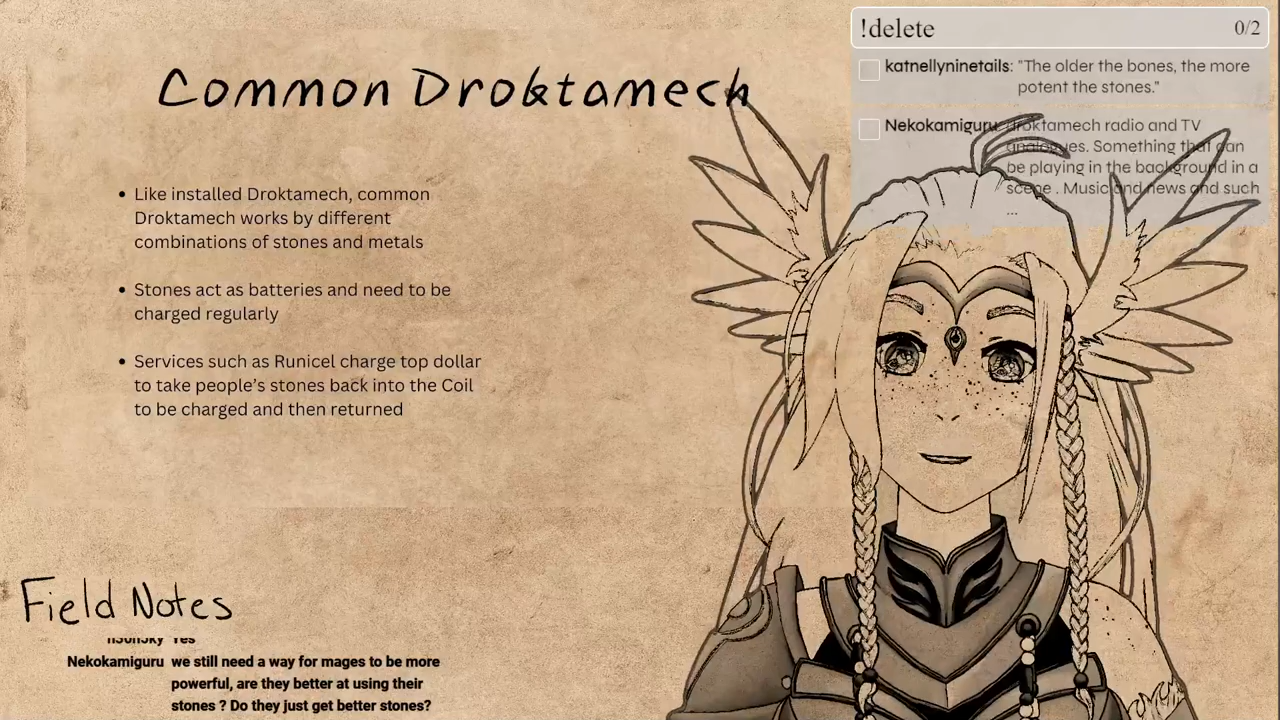 Common Droktamech
!delete 0/2
katnellyninetails: "The older the bones, the more
potent the stones."
Nekokamiguru: droktamech radio and TV
analogues. Something that can
be playing in the background in a
scene . Music and news and such
...
• Like installed Droktamech, common
Droktamech works by different
combinations of stones and metals
• Stones act as batteries and need to be
charged regularly
• Services such as Runicel charge top dollar
to take people's stones back into the Coil
to be charged and then returned
Field Notes
Yes
Nekokamiguru we still need a way for mages to be more
powerful, are they better at using their
stones ? Do they just get better stones?